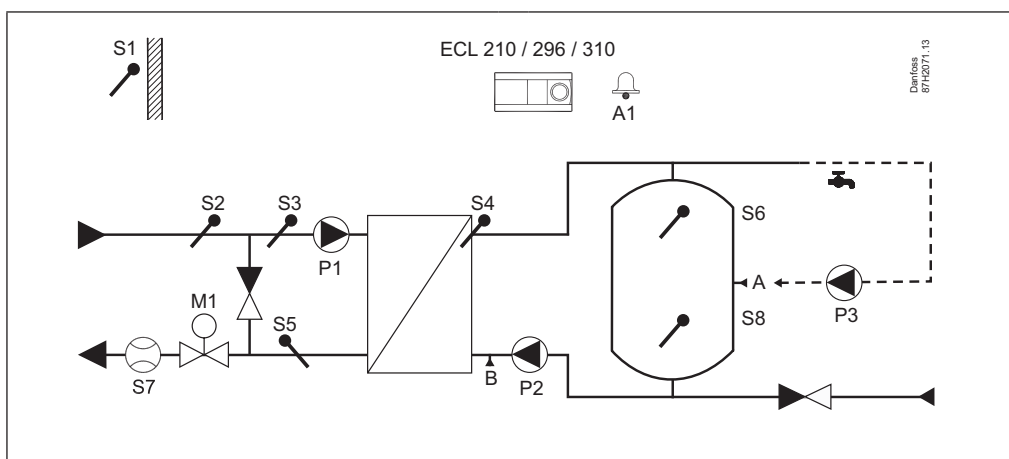 S1
ECL 210 / 296 / 310
A1
Danfoss
87H2071.13
S2
S3
P1
S4
S6
A
P3
S8
M1
S5
S7
B
P2